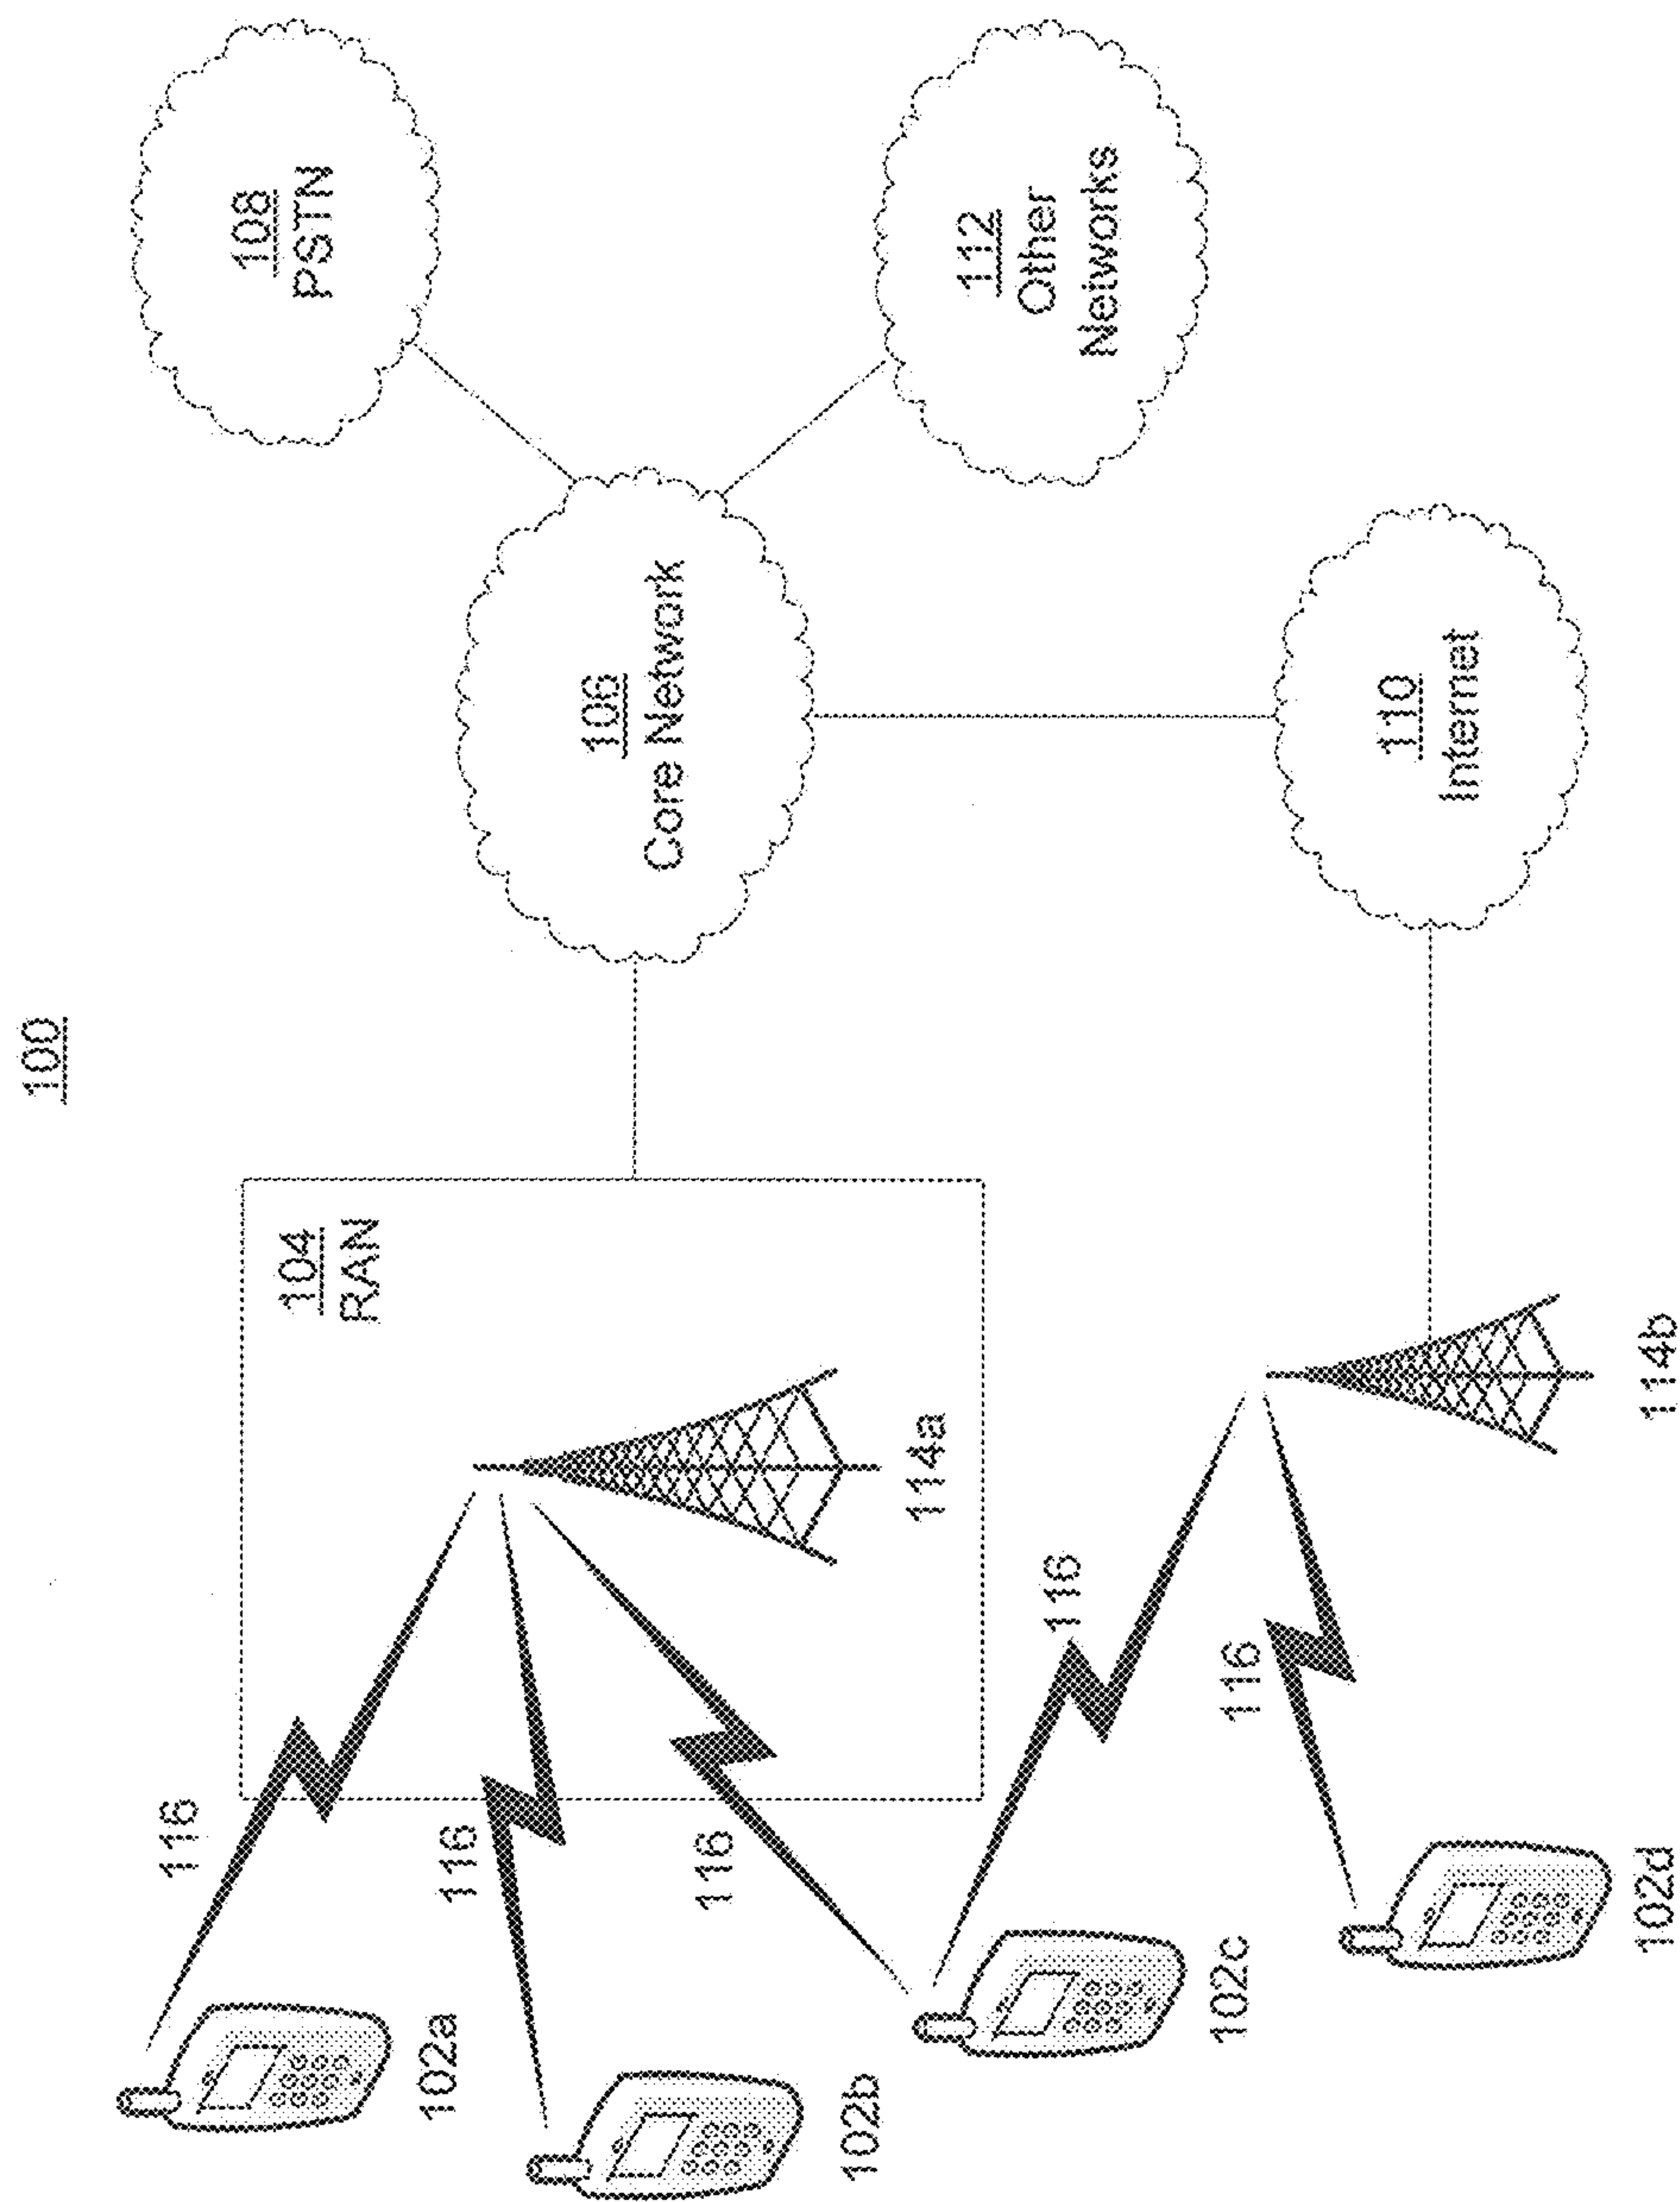 100
108
PSTN
106
Core Network
112
Other
Networks
104
RAN
116
102a
116
114a
116
102b
110
Internet
116
102c
116
114b
102d